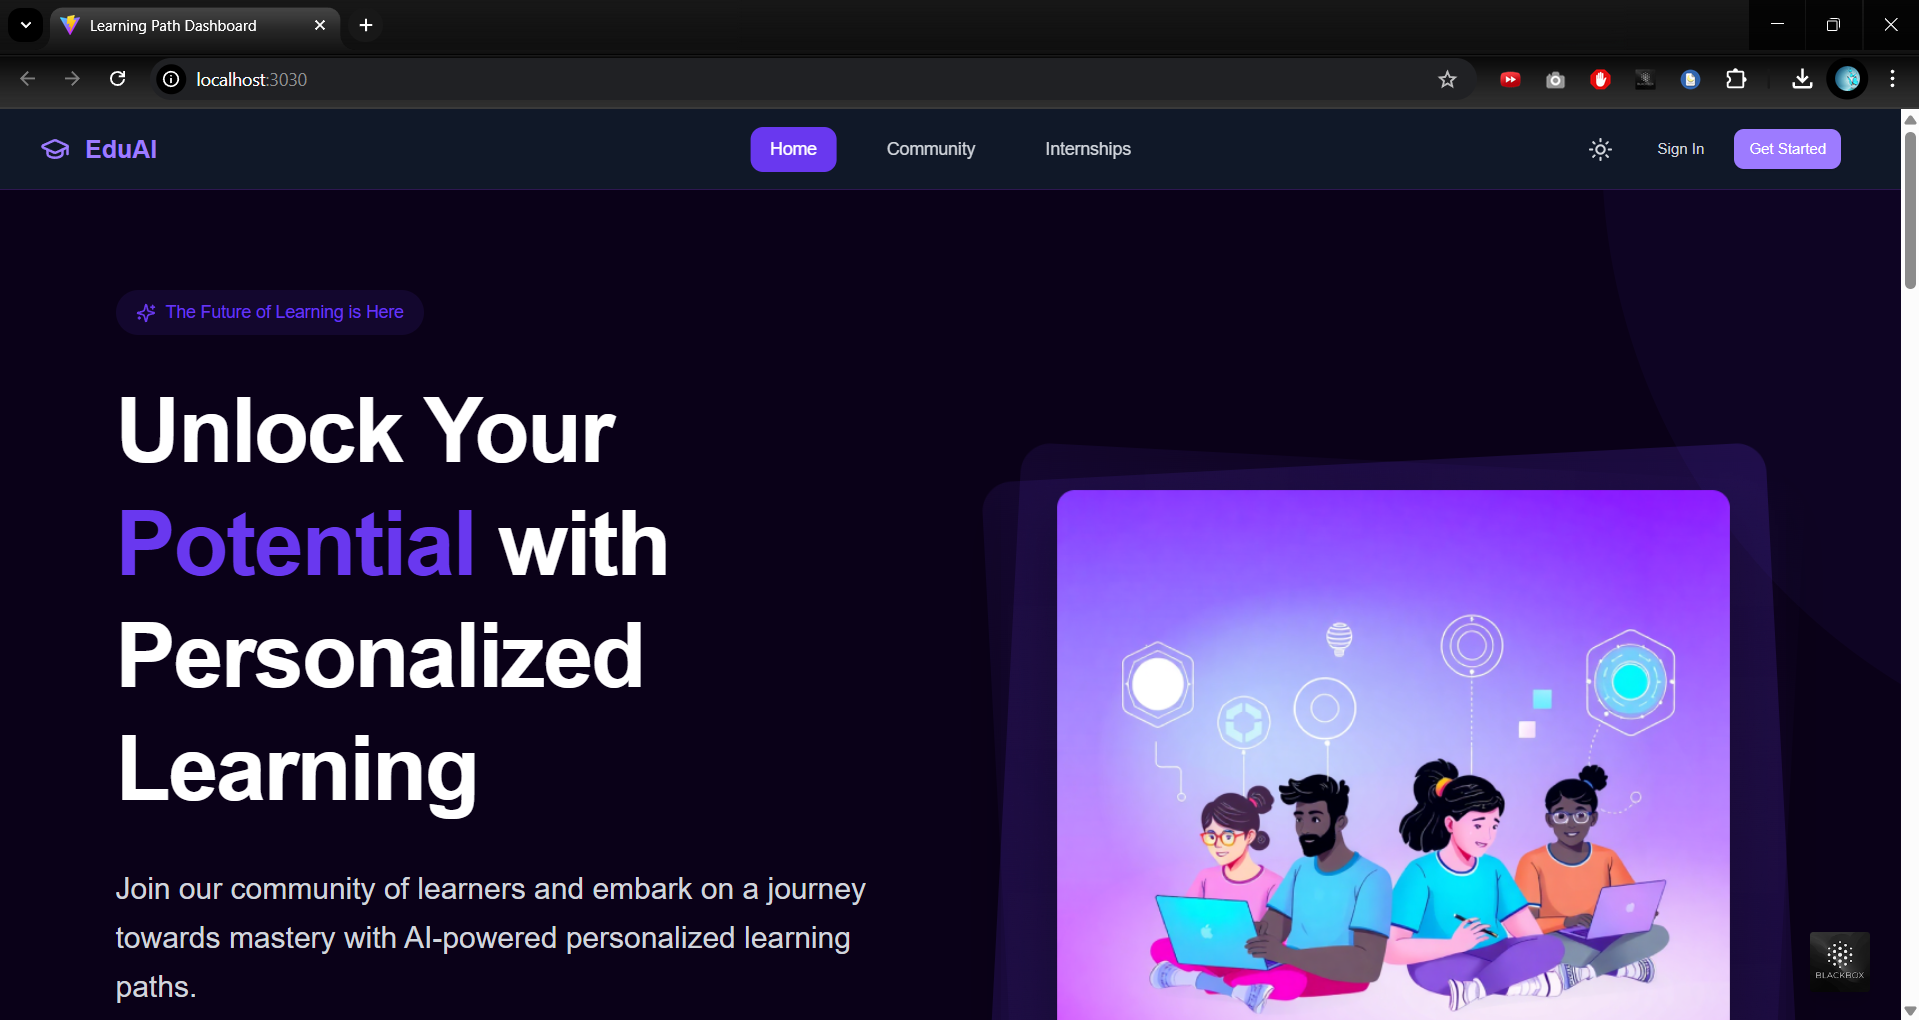 Learning Path Dashboard
localhost:3030
EduAI
Home
Community
Internships
Sign In
Get Started
The Future of Learning is Here
Unlock Your
Potential with
Personalized
Learning
Join our community of learners and embark on a journey
towards mastery with AI-powered personalized learning
paths.
BLACKBOX